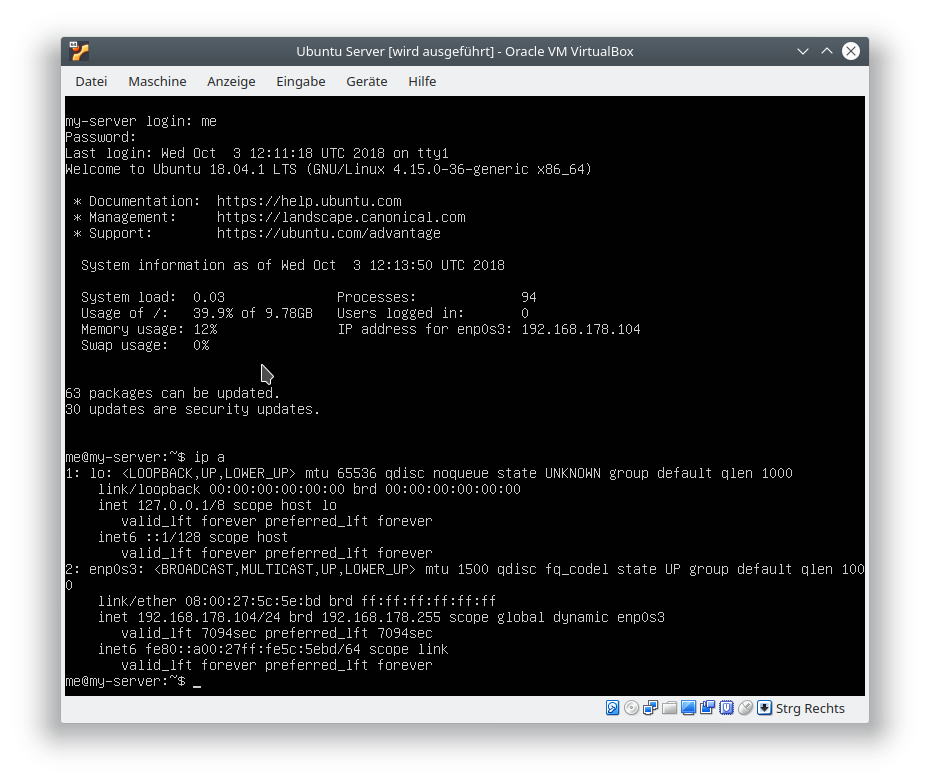 Ubuntu Server [wird ausgeführt] - Oracle VM VirtualBox
Datei Maschine Anzeige Eingabe Geräte Hilfe
my-server login: me
Password:
Last login: Wed Oct  3 12:11:18 UTC 2018 on tty1
Welcome to Ubuntu 18.04.1 LTS (GNU/Linux 4.15.0-36-generic x86_64)
 * Documentation:  https://help.ubuntu.com
 * Management:     https://landscape.canonical.com
 * Support:        https://ubuntu.com/advantage
  System information as of Wed Oct  3 12:13:50 UTC 2018
  System load:  0.03              Processes:             94
  Usage of /:   39.9% of 9.78GB   Users logged in:       0
  Memory usage: 12%               IP address for enp0s3: 192.168.178.104
  Swap usage:   0%
63 packages can be updated.
30 updates are security updates.
me@my-server:~$ ip a
1: lo: <LOOPBACK,UP,LOWER_UP> mtu 65536 qdisc noqueue state UNKNOWN group default qlen 1000
    link/loopback 00:00:00:00:00:00 brd 00:00:00:00:00:00
    inet 127.0.0.1/8 scope host lo
       valid_lft forever preferred_lft forever
    inet6 ::1/128 scope host
       valid_lft forever preferred_lft forever
2: enp0s3: <BROADCAST,MULTICAST,UP,LOWER_UP> mtu 1500 qdisc fq_codel state UP group default qlen 100
0
    link/ether 08:00:27:5c:5e:bd brd ff:ff:ff:ff:ff:ff
    inet 192.168.178.104/24 brd 192.168.178.255 scope global dynamic enp0s3
       valid_lft 7094sec preferred_lft 7094sec
    inet6 fe80::a00:27ff:fe5c:5ebd/64 scope link
       valid_lft forever preferred_lft forever
me@my-server:~$ _
Strg Rechts